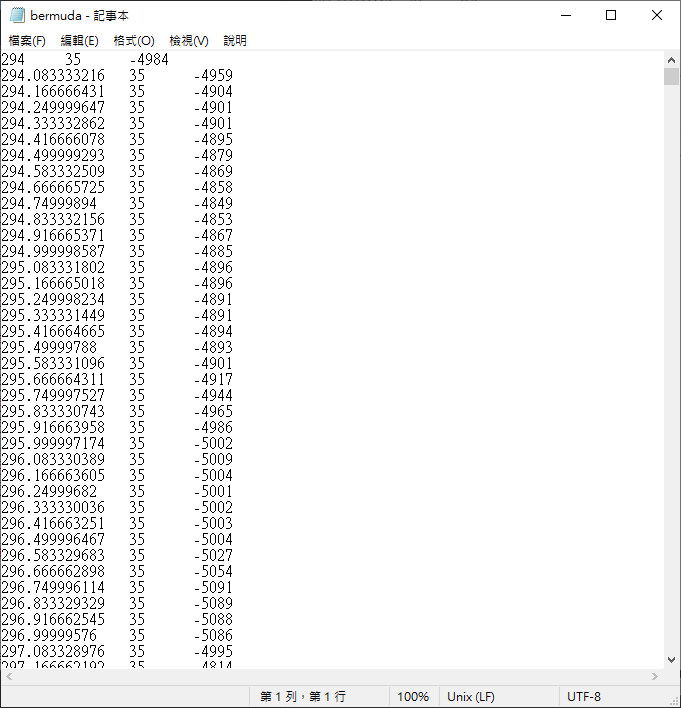 bermuda - 記事本
檔案(F) 編輯(E) 格式(O) 檢視(V) 說明
294 35 -4984
294.083333216 35 -4959
294.166666431 35 -4904
294.249999647 35 -4901
294.333332862 35 -4901
294.416666078 35 -4895
294.499999293 35 -4879
294.583332509 35 -4869
294.666665725 35 -4858
294.74999894 35 -4849
294.833332156 35 -4853
294.916665371 35 -4867
294.999998587 35 -4885
295.083331802 35 -4896
295.166665018 35 -4896
295.249998234 35 -4891
295.333331449 35 -4891
295.416664665 35 -4894
295.49999788 35 -4893
295.583331096 35 -4901
295.666664311 35 -4917
295.749997527 35 -4944
295.833330743 35 -4965
295.916663958 35 -4986
295.999997174 35 -5002
296.083330389 35 -5009
296.166663605 35 -5004
296.24999682 35 -5001
296.333330036 35 -5002
296.416663251 35 -5003
296.499996467 35 -5004
296.583329683 35 -5027
296.666662898 35 -5054
296.749996114 35 -5091
296.833329329 35 -5089
296.916662545 35 -5088
296.99999576 35 -5086
297.083328976 35 -4995
297.166662192 35 -4814
第 1 列，第 1 行 100% Unix (LF) UTF-8